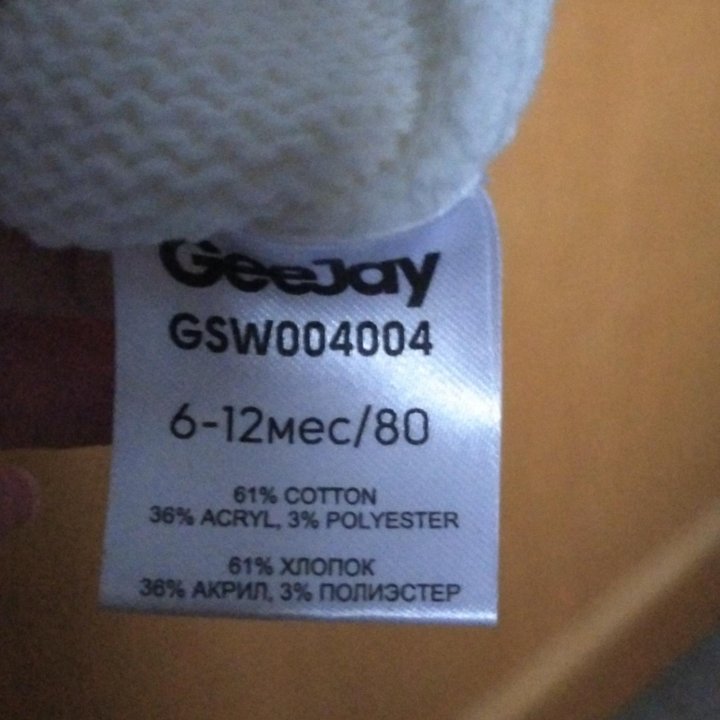 GeeJay
GSW004004
6-12мес/80
61% COTTON
36% ACRYL, 3% POLYESTER
61% ХЛОПОК
36% АКРИЛ, 3% ПОЛИЭСТЕР